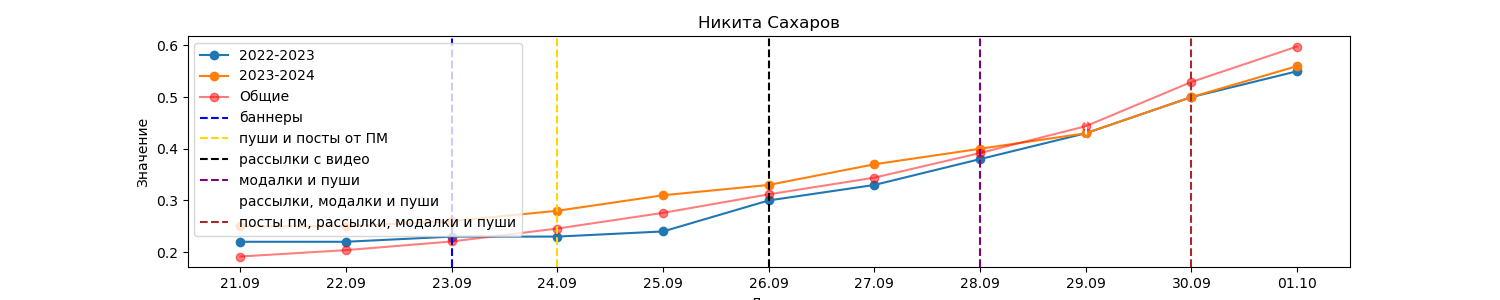 Никита Сахаров
Значение
0.6
0.5
0.4
0.3
0.2
2022-2023
2023-2024
Общие
баннеры
пуши и посты от ПМ
рассылки с видео
модалки и пуши
рассылки, модалки и пуши
посты пм, рассылки, модалки и пуши
21.09 22.09 23.09 24.09 25.09 26.09 27.09 28.09 29.09 30.09 01.10